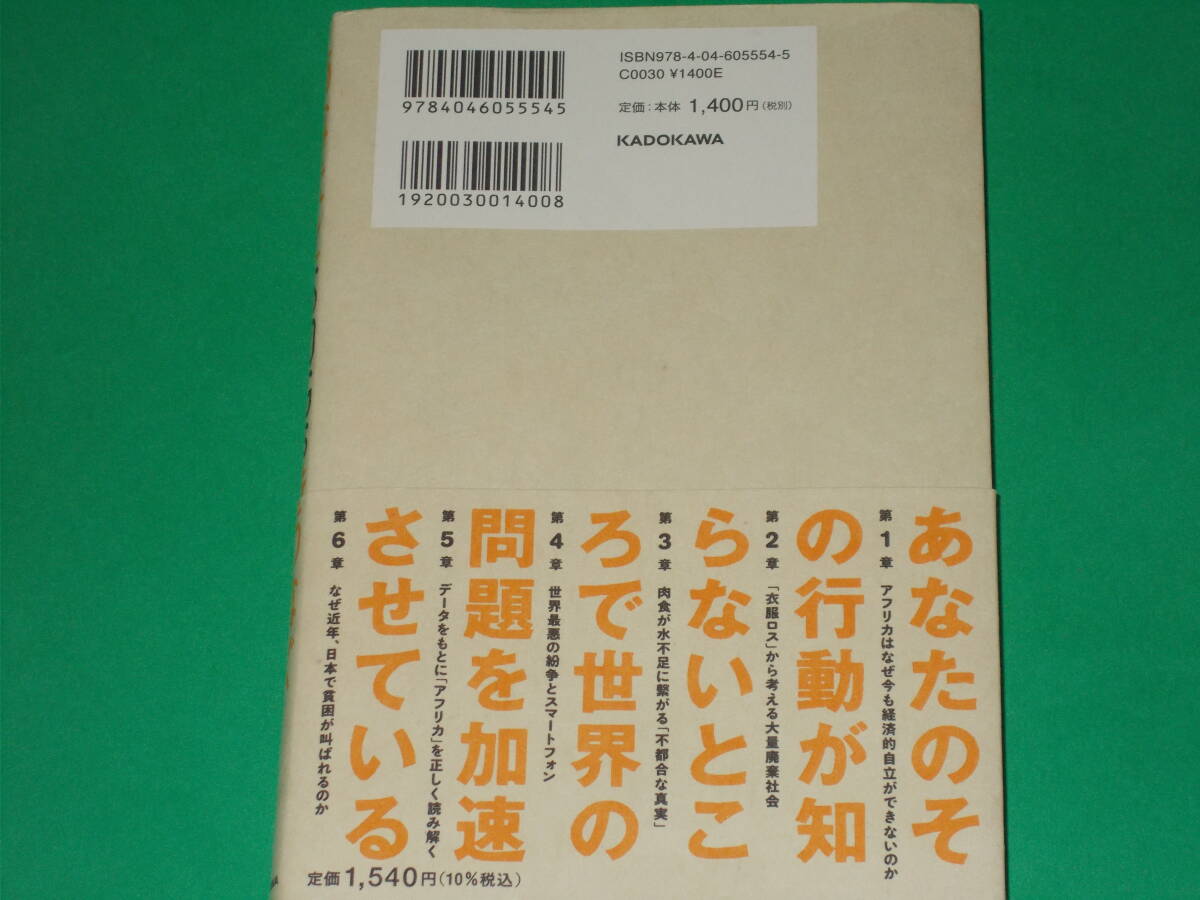 ISBN978-4-04-605554-5
C0030 ¥1400E
定価：本体 1,400円（税別）
KADOKAWA
9784046055545
1920030014008
あなたのそ
の行動が知
らないとこ
ろで世界の
問題を加速
させている
第1章 アフリカはなぜ今も経済的自立ができないのか
第2章 「衣服ロス」から考える大量廃棄社会
第3章 肉食が水不足に繋がる「不都合な真実」
第4章 世界最悪の紛争とスマートフォン
第5章 データをもとに「アフリカ」を正しく読み解く
第6章 なぜ近年、日本で貧困が叫ばれるのか
定価1,540円（10%税込）